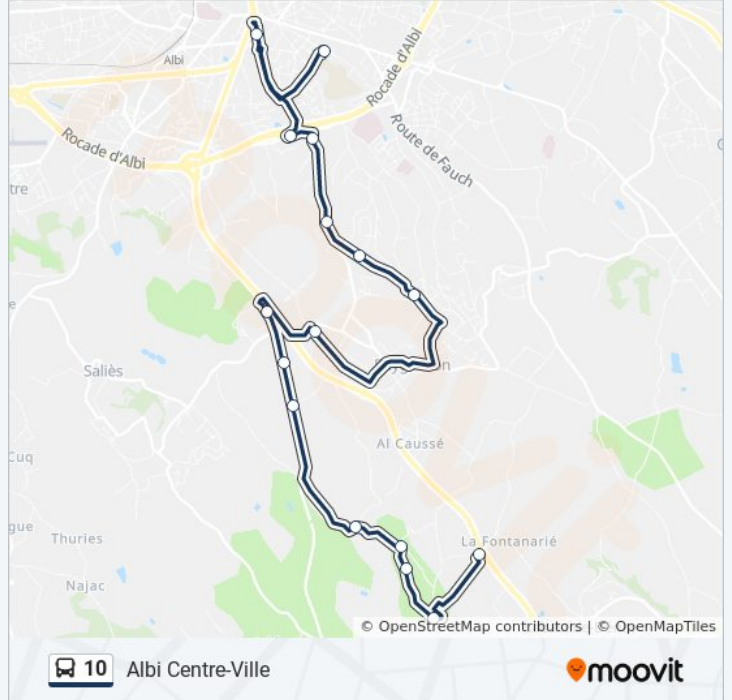 Albi
Rocade d'Albi
Rocade d'Albi
Route de Fauch
tre
e
Saliès
Al Caussé
Cuq
gue
Thuries
La Fontanarié
Najac
© OpenStreetMap contributors | © OpenMapTiles
10 Albi Centre-Ville
moovit